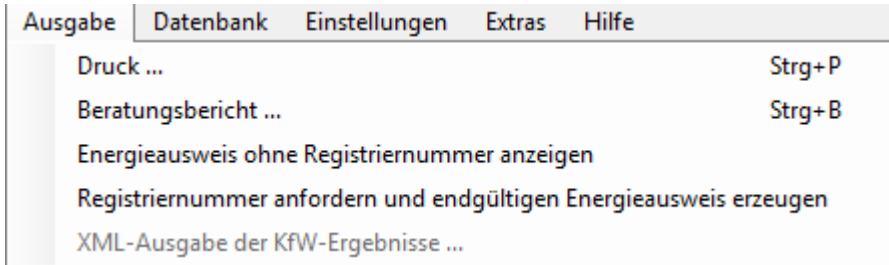 Ausgabe Datenbank Einstellungen Extras Hilfe
Druck ... Strg+P
Beratungsbericht ... Strg+B
Energieausweis ohne Registriernummer anzeigen
Registriernummer anfordern und endgültigen Energieausweis erzeugen
XML-Ausgabe der KfW-Ergebnisse ...